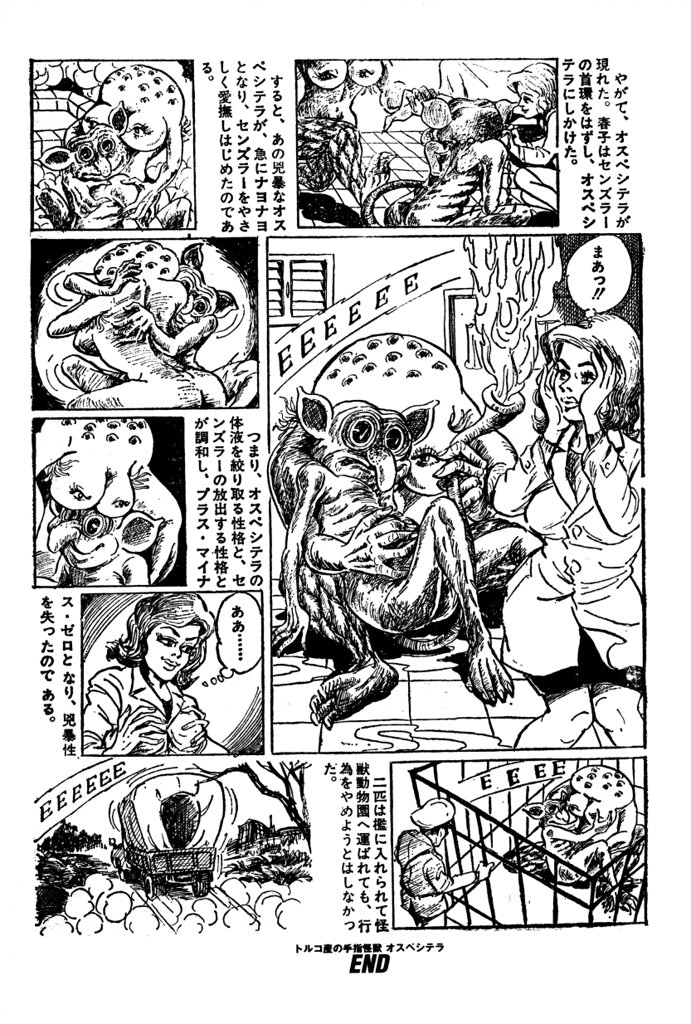 やがて、オスペシテラが
現れた。春子はセンズラー
の首環をはずし、オスペシ
テラにしかけた。
すると、あの兇暴なオス
ペシテラが、急にナヨナヨ
となり、センズラーをやさ
しく愛撫しはじめたのであ
る。
まあっ!!
EEEEEEE
つまり、オスペシテラの
体液を絞り取る性格と、セ
ンズラーの放出する性格と
が調和し、プラス・マイナ
ス・ゼロとなり、兇暴性
を失ったのである。
ああ……
EEEE
二匹は檻に入れられて怪
獣動物園へ運ばれても、行
為をやめようとはしなかっ
た。
EEEEEEE
トルコ産の手指怪獣 オスペシテラ
END